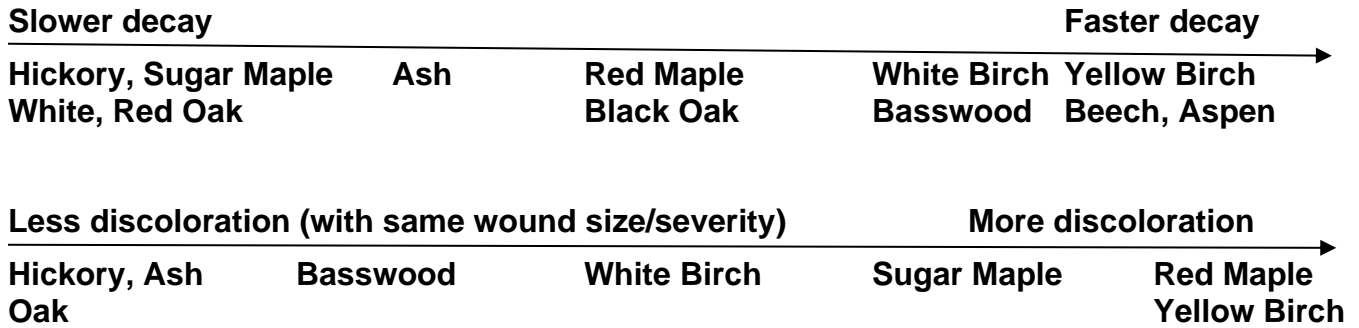 Slower decay Faster decay
Hickory, Sugar Maple Ash Red Maple White Birch Yellow Birch
White, Red Oak Black Oak Basswood Beech, Aspen
Less discoloration (with same wound size/severity) More discoloration
Hickory, Ash Basswood White Birch Sugar Maple Red Maple
Oak Yellow Birch